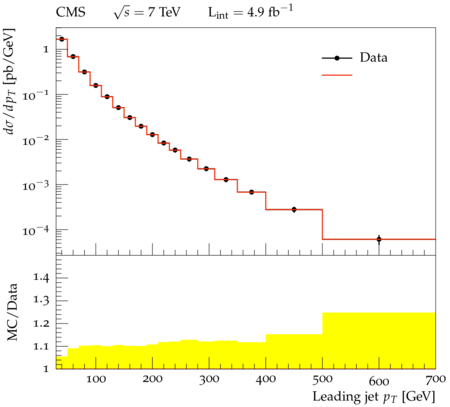 CMS √s = 7 TeV L_int = 4.9 fb⁻¹
dσ/dp_T [pb/GeV]
Data
1
10⁻¹
10⁻²
10⁻³
10⁻⁴
MC/Data
1.4
1.3
1.2
1.1
1
100 200 300 400 500 600 700
Leading jet p_T [GeV]